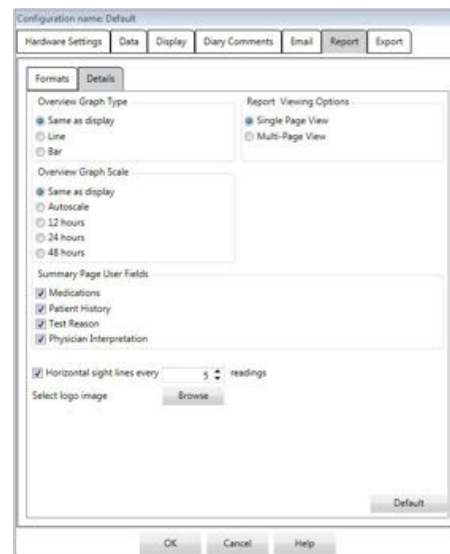 Configuration name: Default
Hardware Settings Data Display Diary Comments Email Report Export
Formats Details
Overview Graph Type
Same as display
Line
Bar
Report Viewing Options
Single Page View
Multi-Page View
Overview Graph Scale
Same as display
Autoscale
12 hours
24 hours
48 hours
Summary Page User Fields
Medications
Patient History
Test Reason
Physician Interpretation
Horizontal sight lines every 5 readings
Select logo image Browse
Default
OK Cancel Help